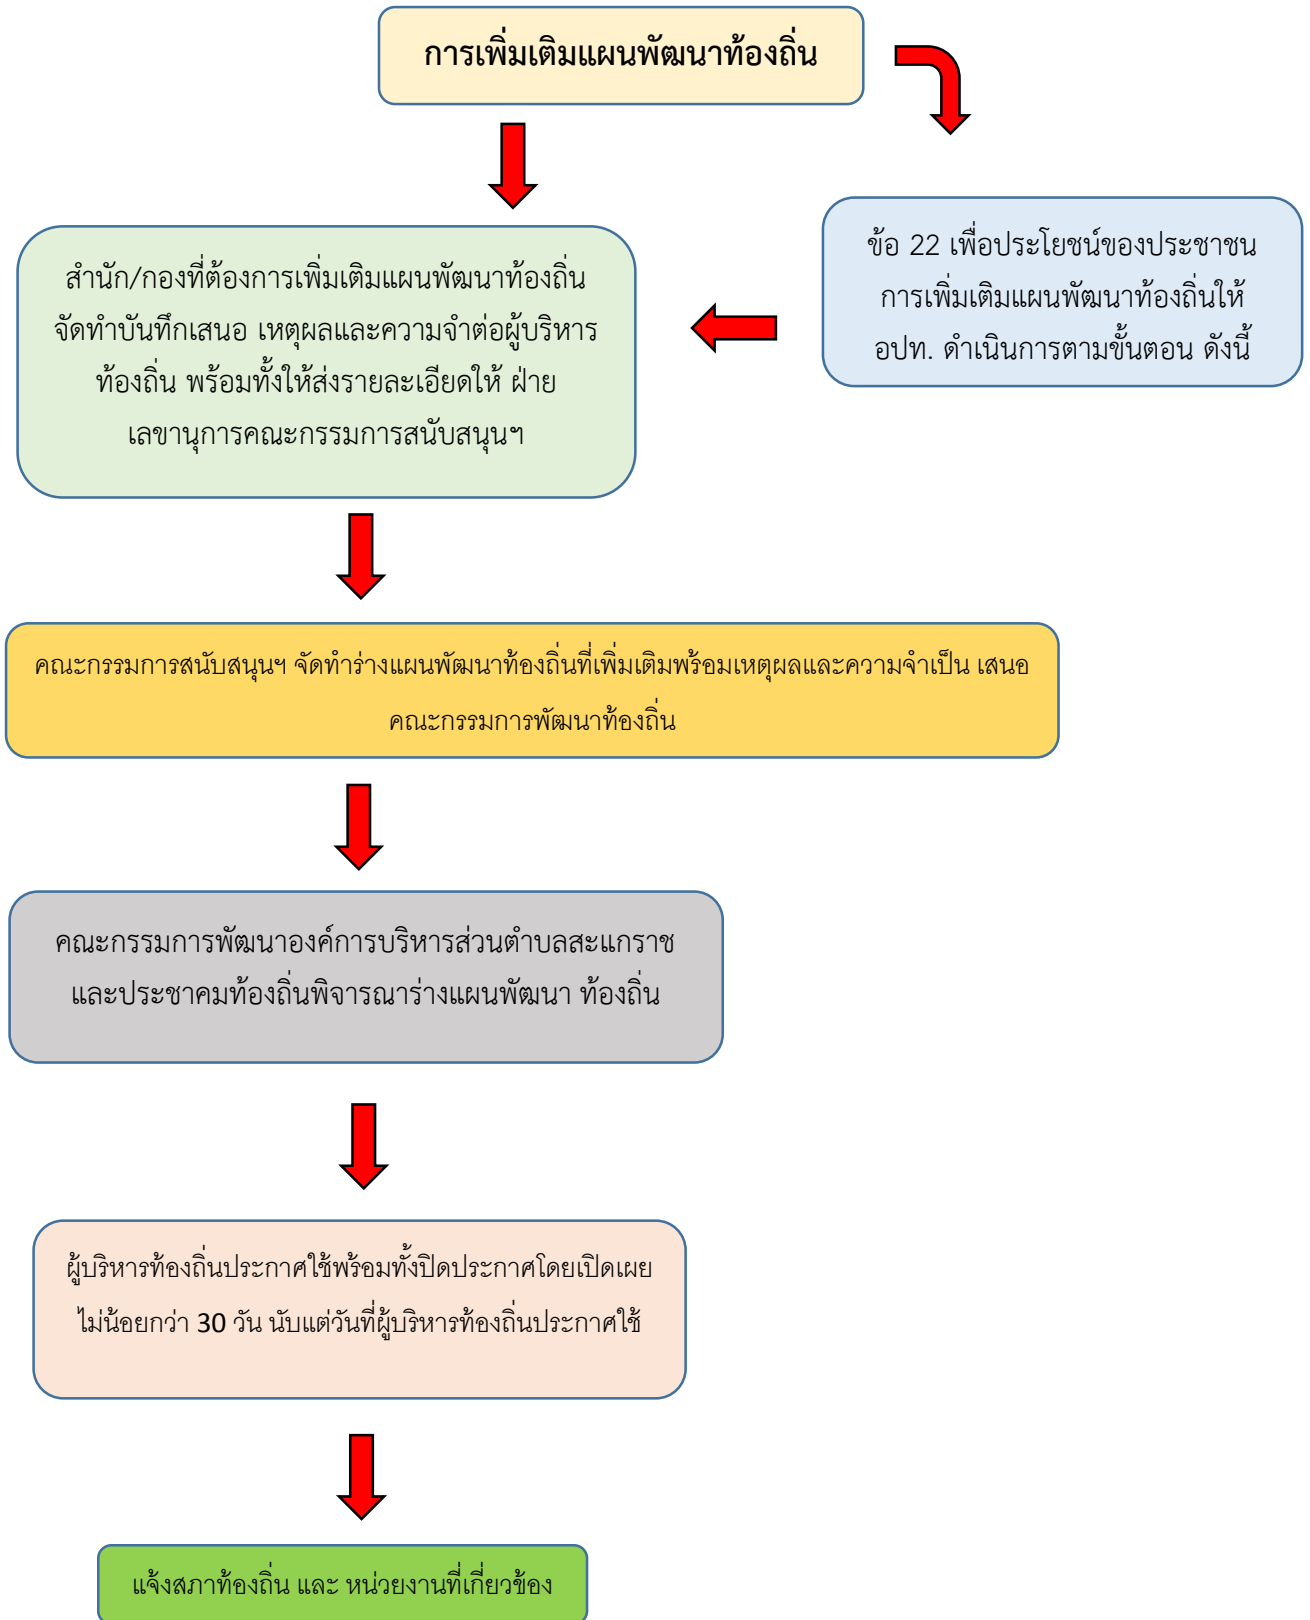 การเพิ่มเติมแผนพัฒนาท้องถิ่น
ข้อ 22 เพื่อประโยชน์ของประชาชน
การเพิ่มเติมแผนพัฒนาท้องถิ่นให้
อปท. ดำเนินการตามขั้นตอน ดังนี้
สำนัก/กองที่ต้องการเพิ่มเติมแผนพัฒนาท้องถิ่น
จัดทำบันทึกเสนอ เหตุผลและความจำต่อผู้บริหาร
ท้องถิ่น พร้อมทั้งให้ส่งรายละเอียดให้ ฝ่าย
เลขานุการคณะกรรมการสนับสนุนฯ
คณะกรรมการสนับสนุนฯ จัดทำร่างแผนพัฒนาท้องถิ่นที่เพิ่มเติมพร้อมเหตุผลและความจำเป็น เสนอ
คณะกรรมการพัฒนาท้องถิ่น
คณะกรรมการพัฒนาองค์การบริหารส่วนตำบลสะแกราช
และประชาคมท้องถิ่นพิจารณาร่างแผนพัฒนา ท้องถิ่น
ผู้บริหารท้องถิ่นประกาศใช้พร้อมทั้งปิดประกาศโดยเปิดเผย
ไม่น้อยกว่า 30 วัน นับแต่วันที่ผู้บริหารท้องถิ่นประกาศใช้
แจ้งสภาท้องถิ่น และ หน่วยงานที่เกี่ยวข้อง